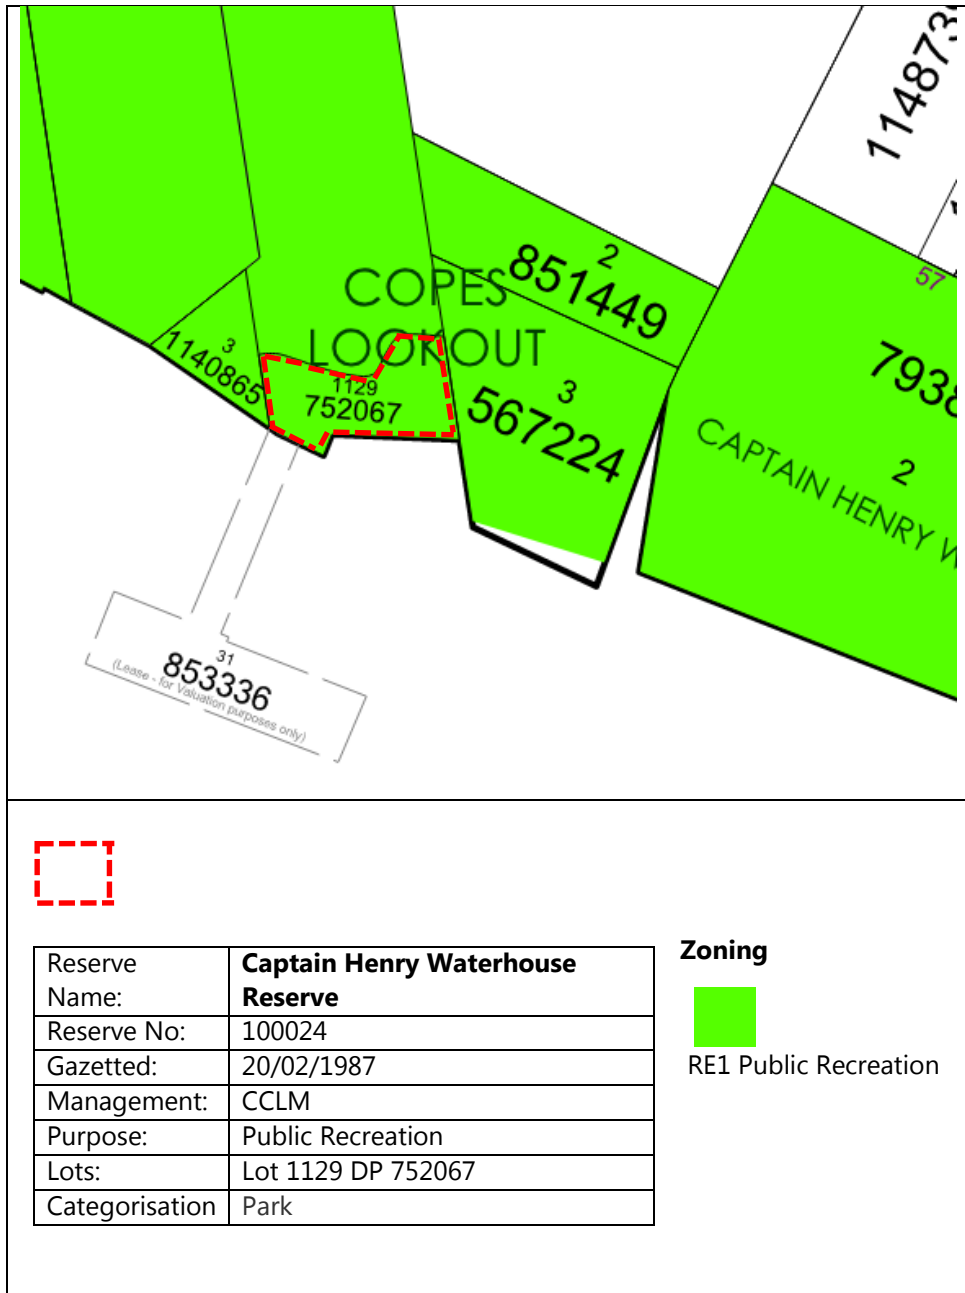 114873
57
2
851449
COPES
LOOKOUT
3
1140865
1129
752067
3
567224
7938
2
CAPTAIN HENRY W
31
853336
(Lease - for Valuation purposes only)
Reserve Name: Captain Henry Waterhouse Reserve
Reserve No: 100024
Gazetted: 20/02/1987
Management: CCLM
Purpose: Public Recreation
Lots: Lot 1129 DP 752067
Categorisation Park
Zoning
RE1 Public Recreation